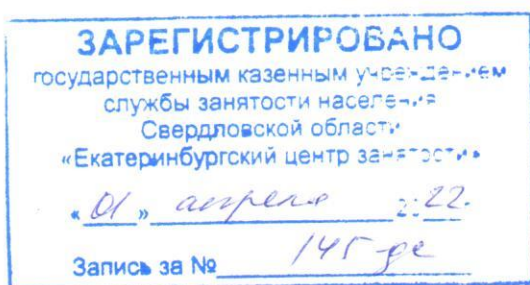 ЗАРЕГИСТРИРОВАНО
государственным казенным учреждением
службы занятости населения
Свердловской области
«Екатеринбургский центр занятости»
«01» апреля 2022
Запись за № 145-де